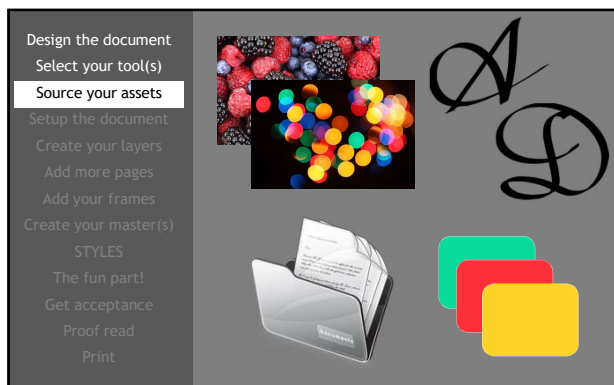 Design the document
Select your tool(s)
Source your assets
Setup the document
Create your layers
Add more pages
Add your frames
Create your master(s)
STYLES
The fun part!
Get acceptance
Proof read
Print
A
D
documents